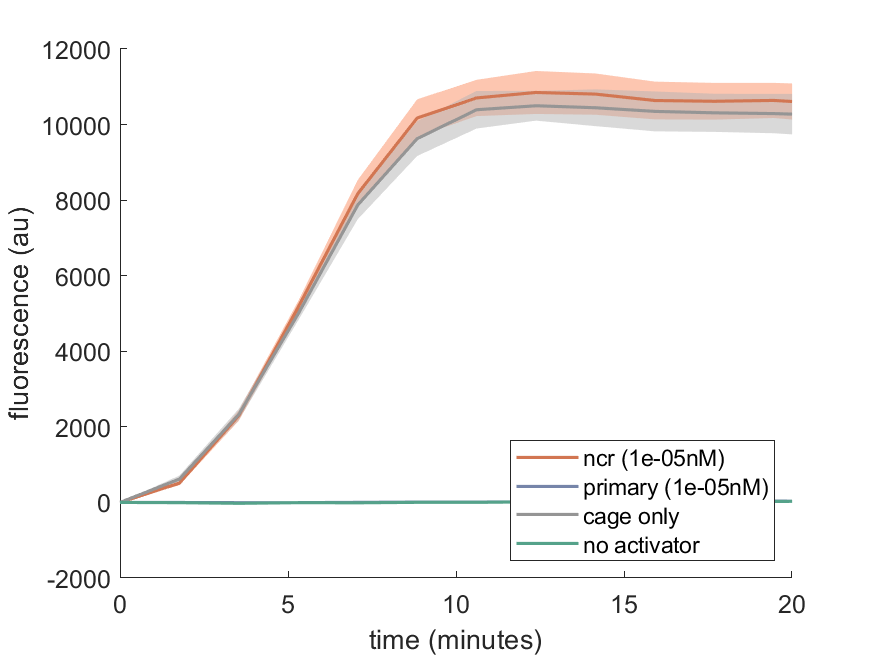 12000
10000
8000
6000
4000
2000
0
-2000
fluorescence (au)
0 5 10 15 20
time (minutes)
ncr (1e-05nM)
primary (1e-05nM)
cage only
no activator